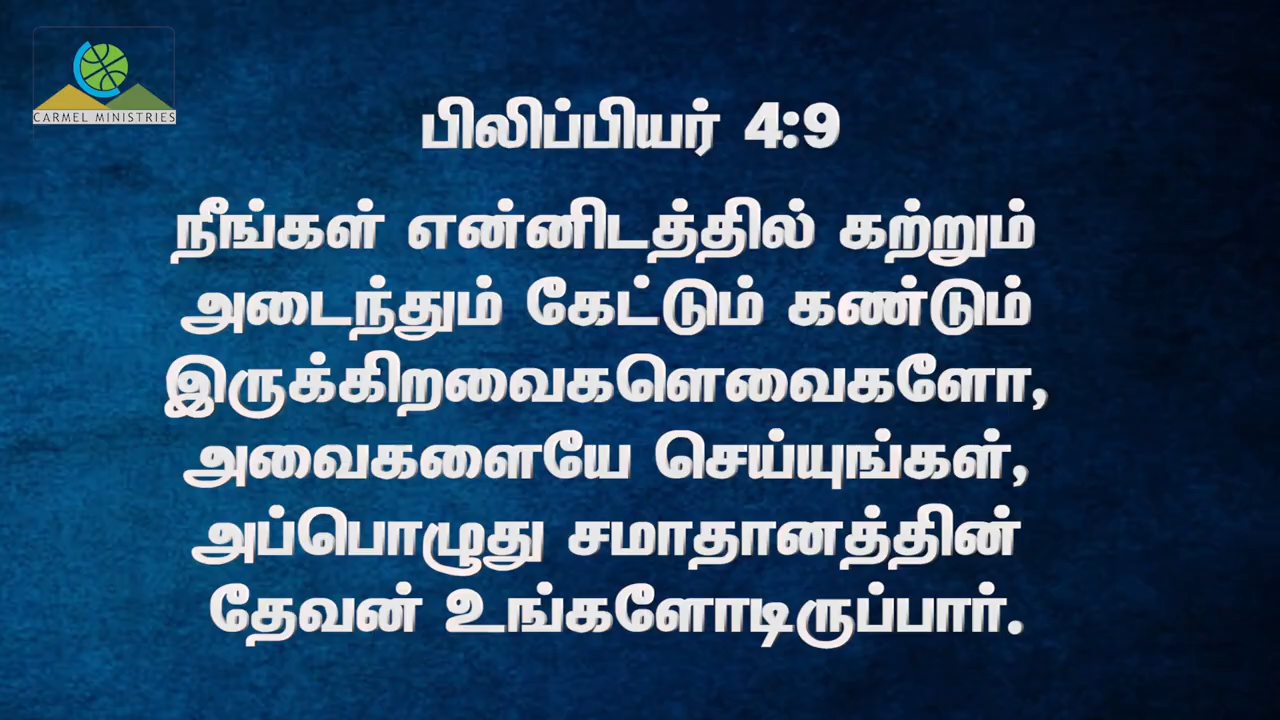 CARMEL MINISTRIES
பிலிப்பியர் 4:9
நீங்கள் என்னிடத்தில் கற்றும்
அடைந்தும் கேட்டும் கண்டும்
இருக்கிறவைகளெவைகளோ,
அவைகளையே செய்யுங்கள்,
அப்பொழுது சமாதானத்தின்
தேவன் உங்களோடிருப்பார்.